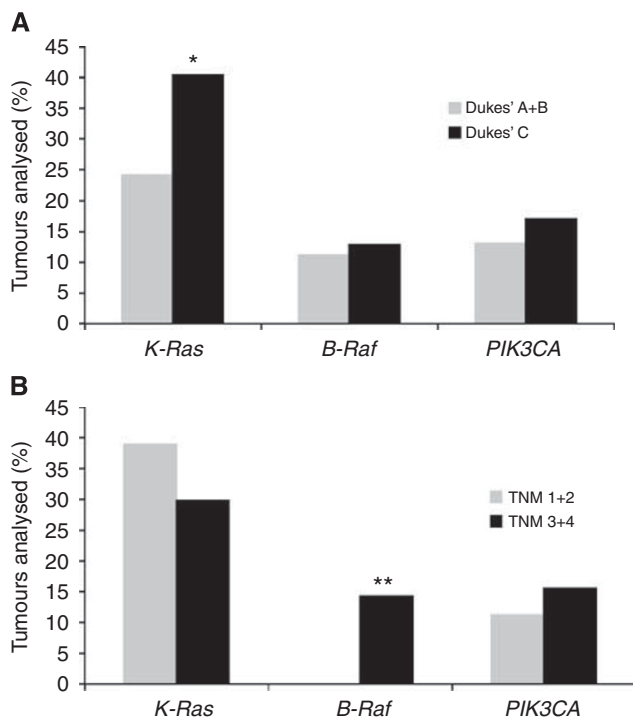 A
Tumours analysed (%)
45
40
35
30
25
20
15
10
5
0
*
Dukes' A+B
Dukes' C
K-Ras
B-Raf
PIK3CA
B
Tumours analysed (%)
45
40
35
30
25
20
15
10
5
0
**
TNM 1+2
TNM 3+4
K-Ras
B-Raf
PIK3CA